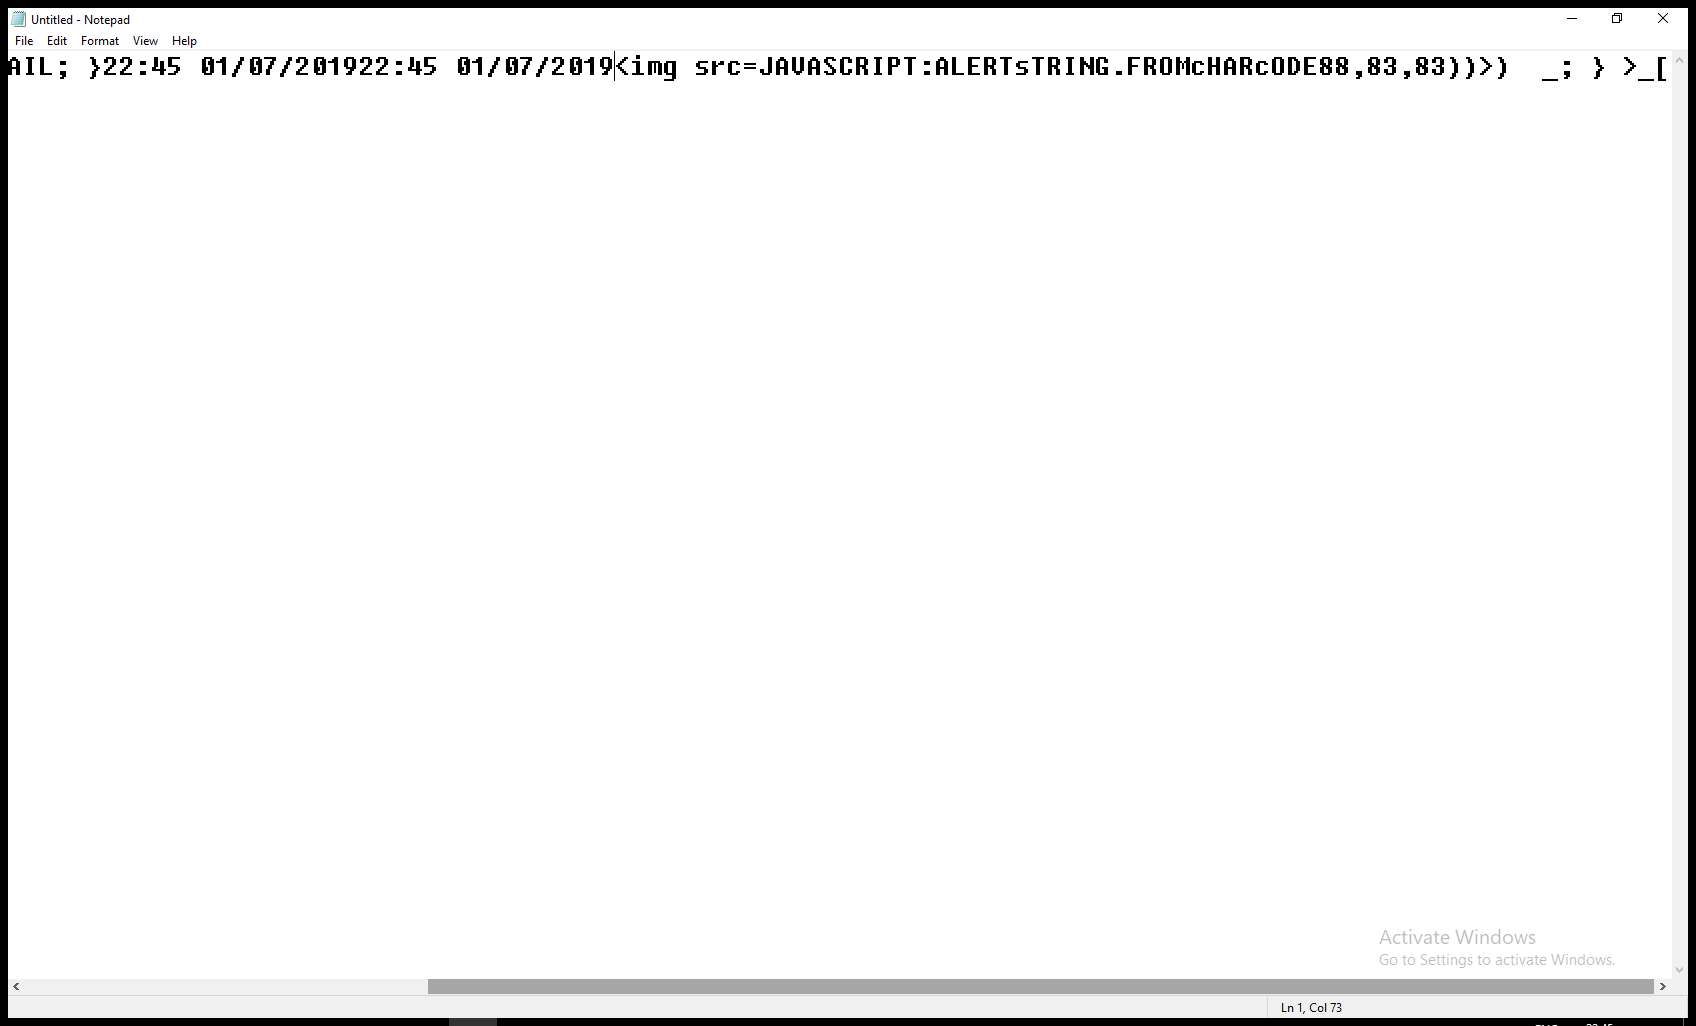 Untitled - Notepad
File Edit Format View Help
AIL; }22:45 01/07/201922:45 01/07/2019<img src=JAVASCRIPT:ALERTsTRING.FROMcHARcODE88,83,83))>)  _; } >_[
Activate Windows
Go to Settings to activate Windows.
Ln 1, Col 73